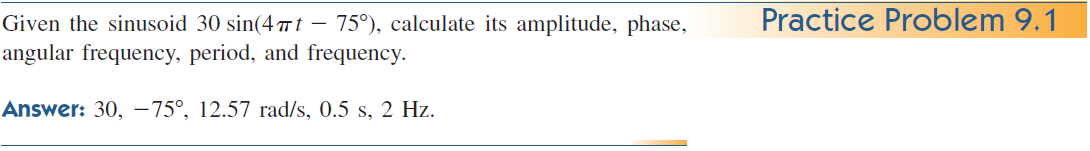 Practice Problem 9.1
Given the sinusoid 30 sin(4πt − 75°), calculate its amplitude, phase,
angular frequency, period, and frequency.
Answer: 30, −75°, 12.57 rad/s, 0.5 s, 2 Hz.